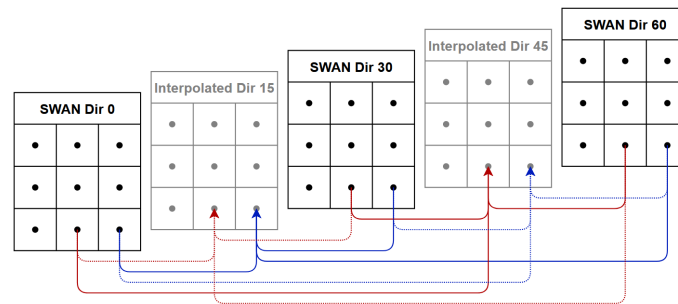 SWAN Dir 0
Interpolated Dir 15
SWAN Dir 30
Interpolated Dir 45
SWAN Dir 60